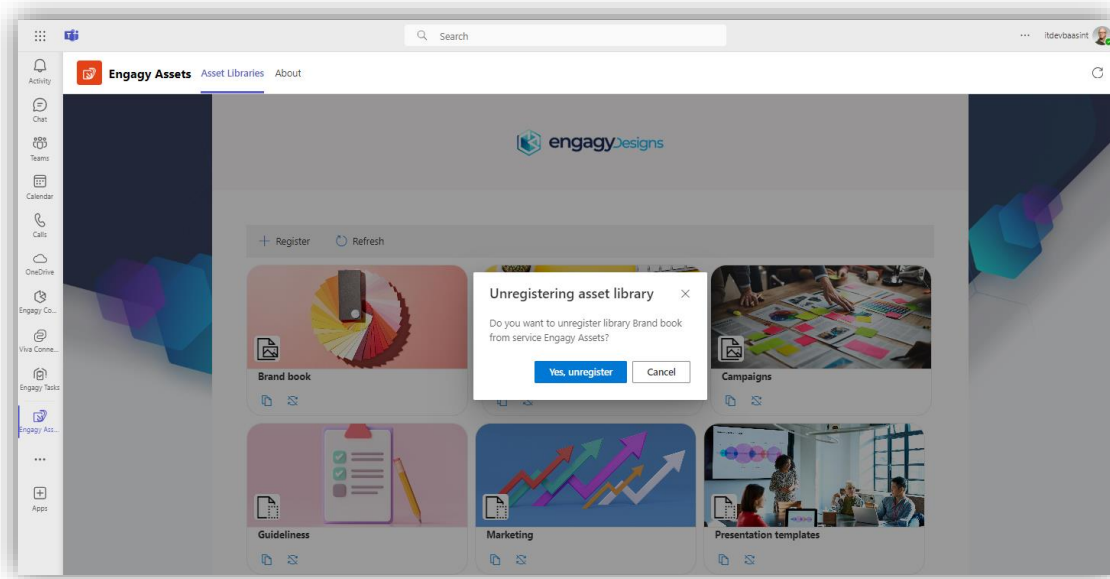 Search
itdevbaasint
Activity
Engagy Assets
Asset Libraries
About
Chat
Teams
Calendar
Calls
OneDrive
Engagy Co...
Viva Conne...
Engagy Tasks
Engagy Ass...
Apps
engagyDesigns
Register
Refresh
Unregistering asset library
Do you want to unregister library Brand book
from service Engagy Assets?
Yes, unregister
Cancel
Brand book
Campaigns
Guideliness
Marketing
Presentation templates